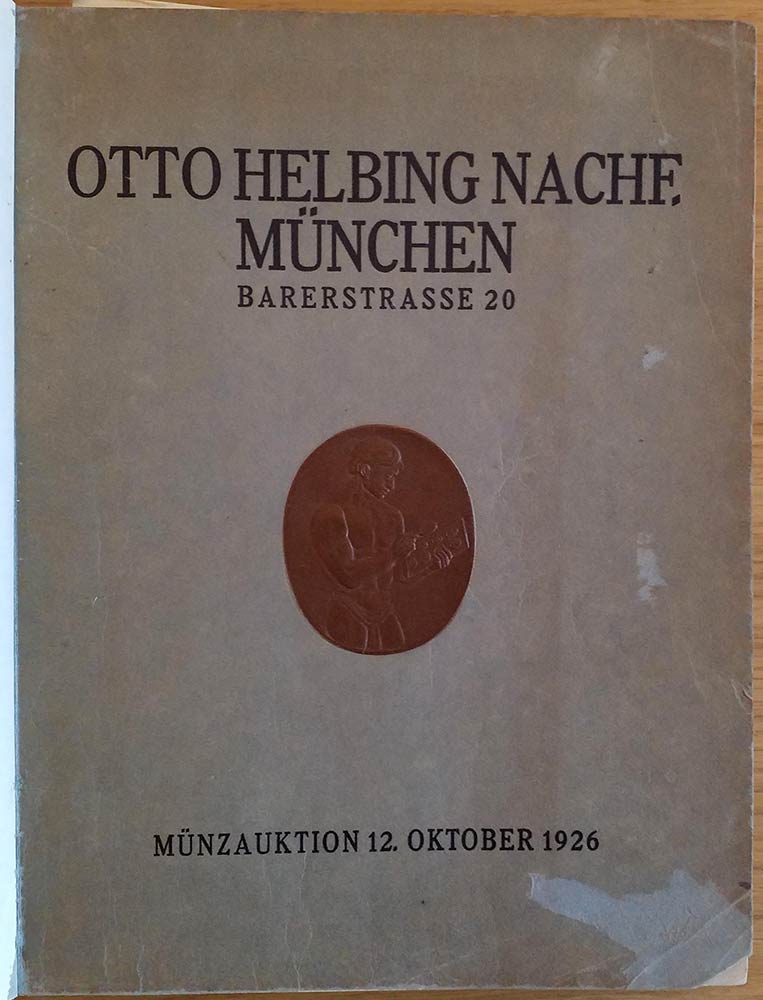 OTTO HELBING NACHF.
MÜNCHEN
BARERSTRASSE 20
MÜNZAUKTION 12. OKTOBER 1926